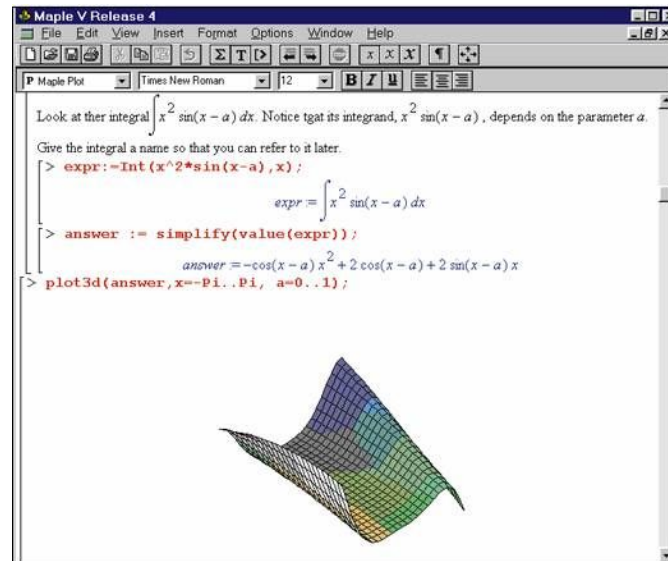 Maple V Release 4
File Edit View Insert Format Options Window Help
Σ T [> x x x ¶
P Maple Plot Times New Roman 12 B I U
Look at ther integral ∫ x² sin(x − a) dx. Notice tgat its integrand, x² sin(x − a) , depends on the parameter a.
Give the integral a name so that you can refer to it later.
> expr:=Int(x^2*sin(x-a),x);
expr := ∫ x² sin(x − a) dx
> answer := simplify(value(expr));
answer := −cos(x − a) x² + 2 cos(x − a) + 2 sin(x − a) x
> plot3d(answer,x=-Pi..Pi, a=0..1);